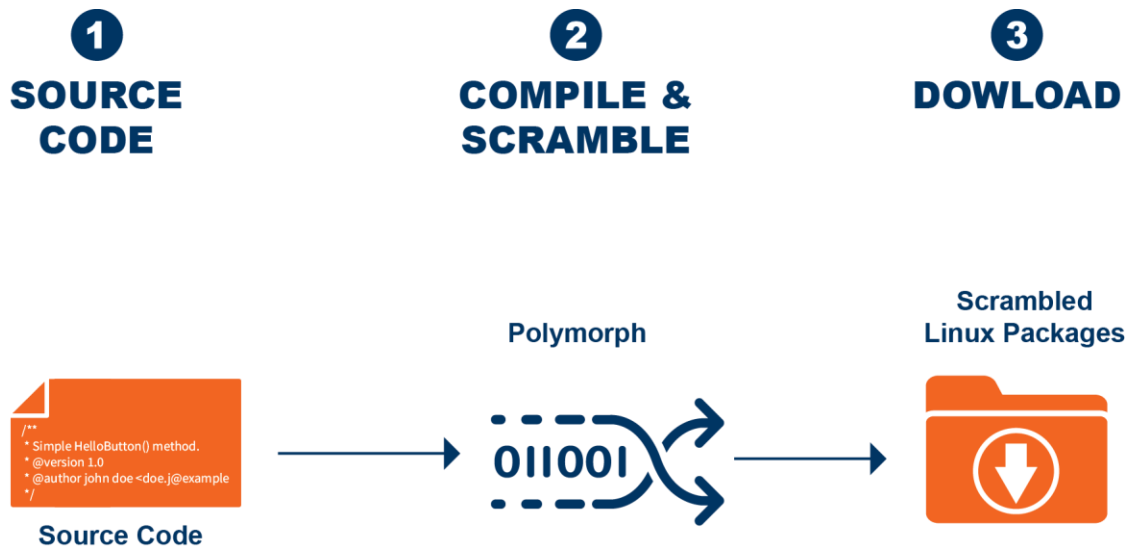 1
SOURCE
CODE
2
COMPILE &
SCRAMBLE
3
DOWLOAD
Polymorph
Scrambled
Linux Packages
/**
* Simple HelloButton() method.
* @version 1.0
* @author john doe <doe.j@example
*/
011001
Source Code